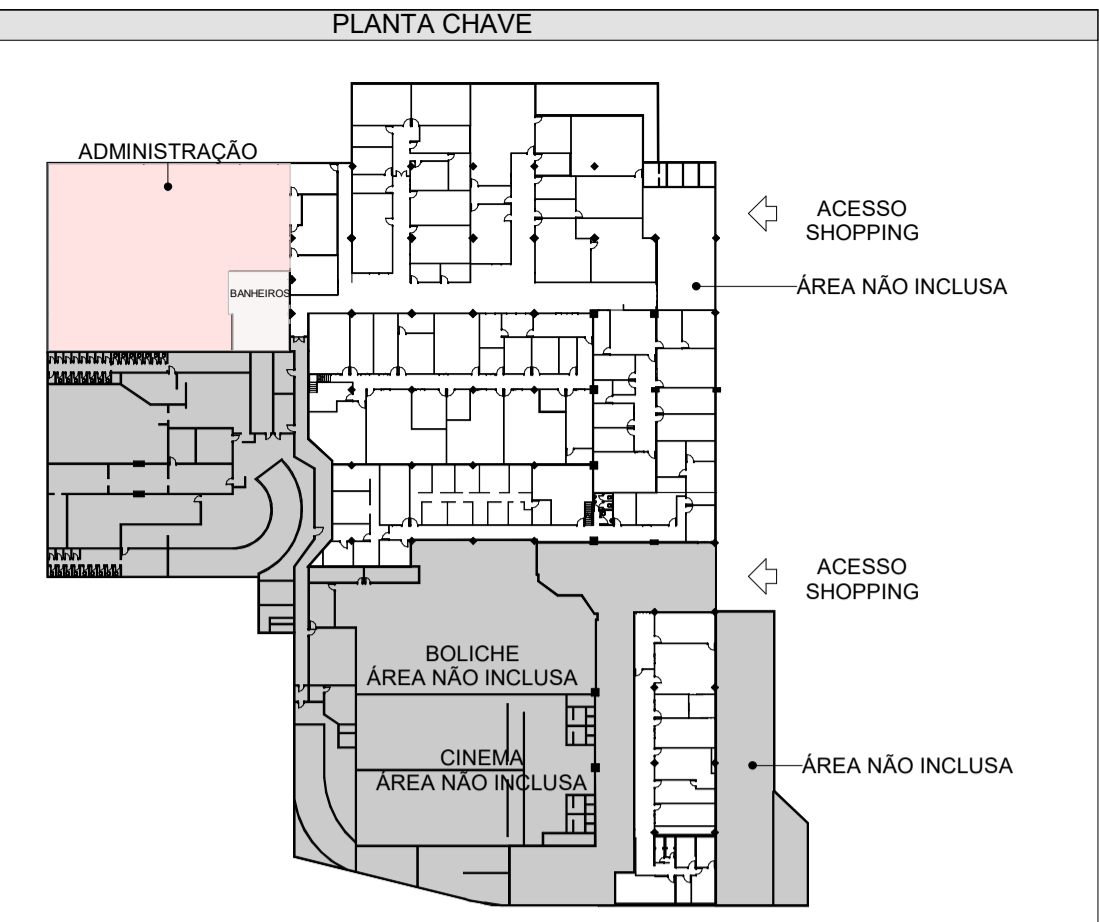 PLANTA CHAVE
ADMINISTRAÇÃO
ACESSO
SHOPPING
ÁREA NÃO INCLUSA
BANHEIROS
ACESSO
SHOPPING
BOLICHE
ÁREA NÃO INCLUSA
CINEMA
ÁREA NÃO INCLUSA
ÁREA NÃO INCLUSA